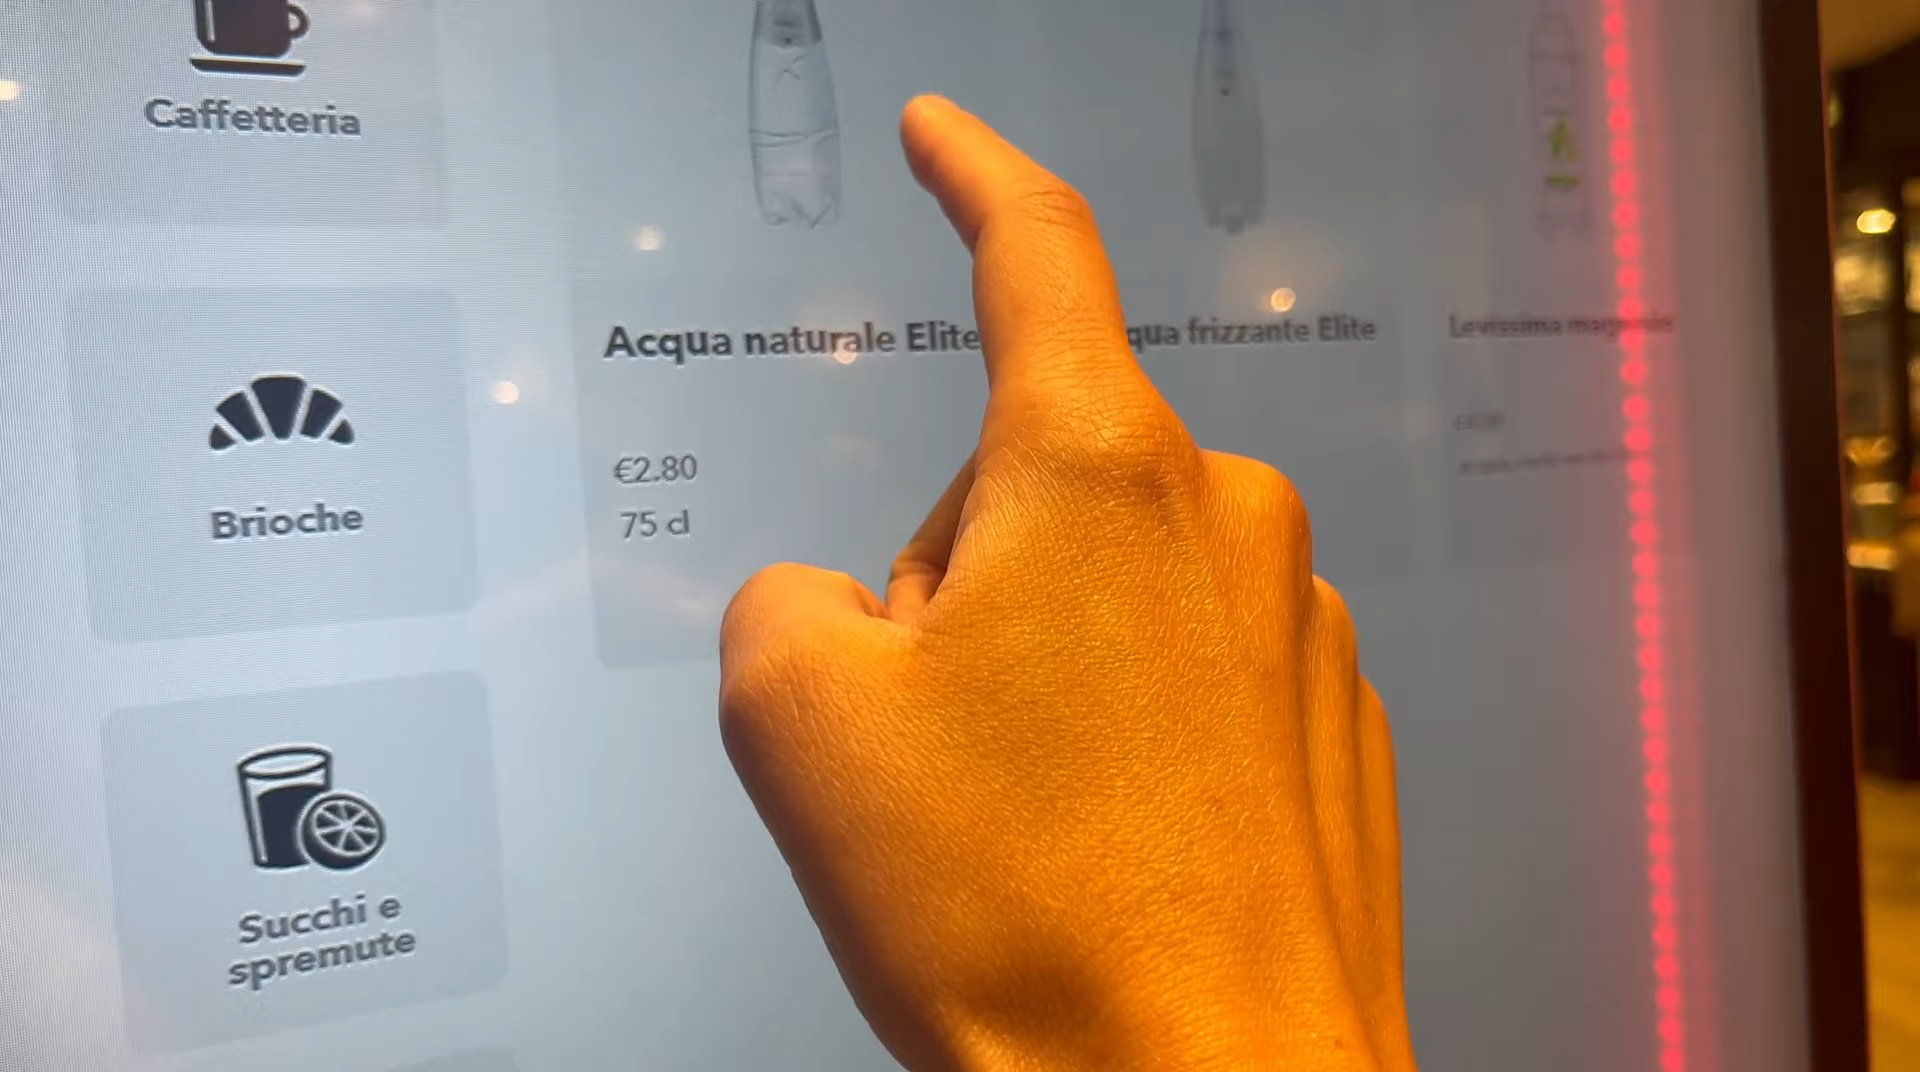 Caffetteria
Brioche
Succhi e
spremute
Acqua naturale Elite
€2.80
75 cl
qua frizzante Elite
Levissima